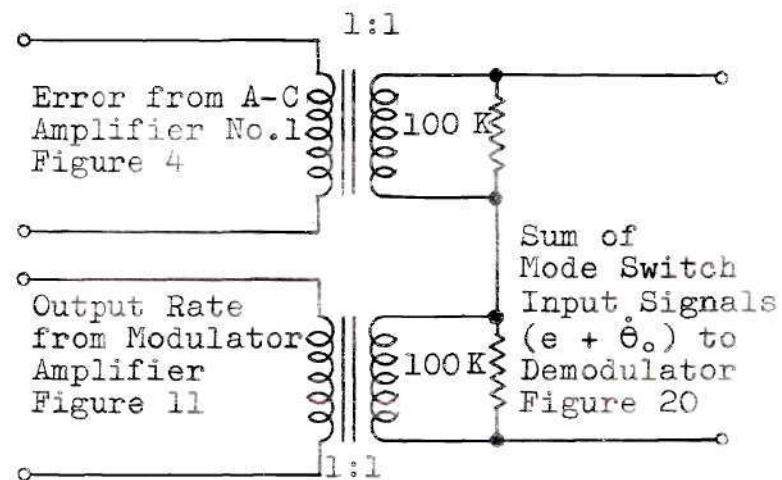 1:1
Error from A-C
Amplifier No.1
Figure 4
100 K
Sum of
Mode Switch
Input Signals
(e + θ̇₀) to
Demodulator
Figure 20
Output Rate
from Modulator
Amplifier
Figure 11
100 K
1:1